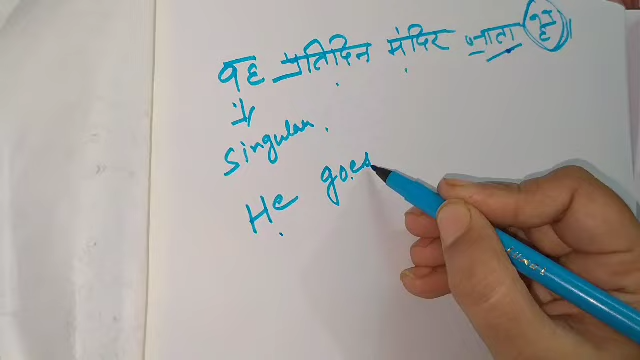 वह प्रतिदिन मंदिर जाता है
Singular.
He goes